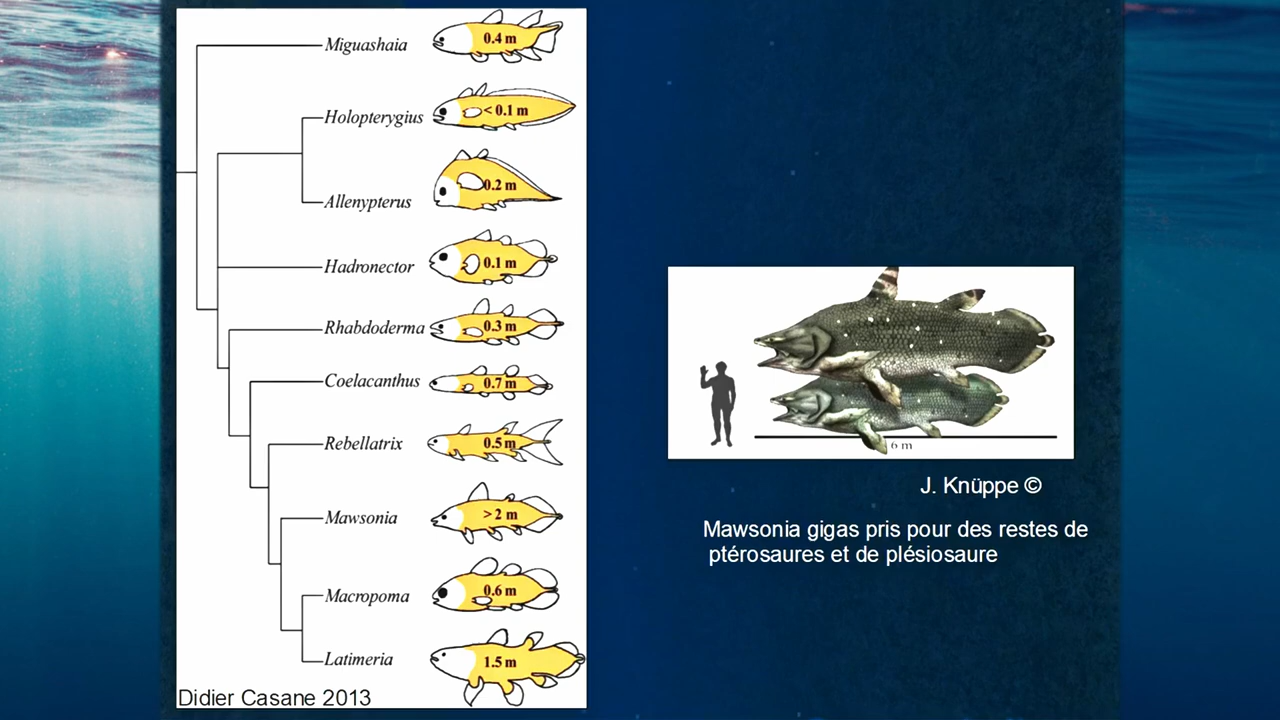 Miguashaia
0.4 m
Holopterygius
< 0.1 m
Allenypterus
0.2 m
Hadronector
0.1 m
Rhabdoderma
0.3 m
Coelacanthus
0.7 m
Rebellatrix
0.5 m
Mawsonia
> 2 m
Macropoma
0.6 m
Latimeria
1.5 m
Didier Casane 2013
6 m
J. Knüppe ©
Mawsonia gigas pris pour des restes de
ptérosaures et de plésiosaure